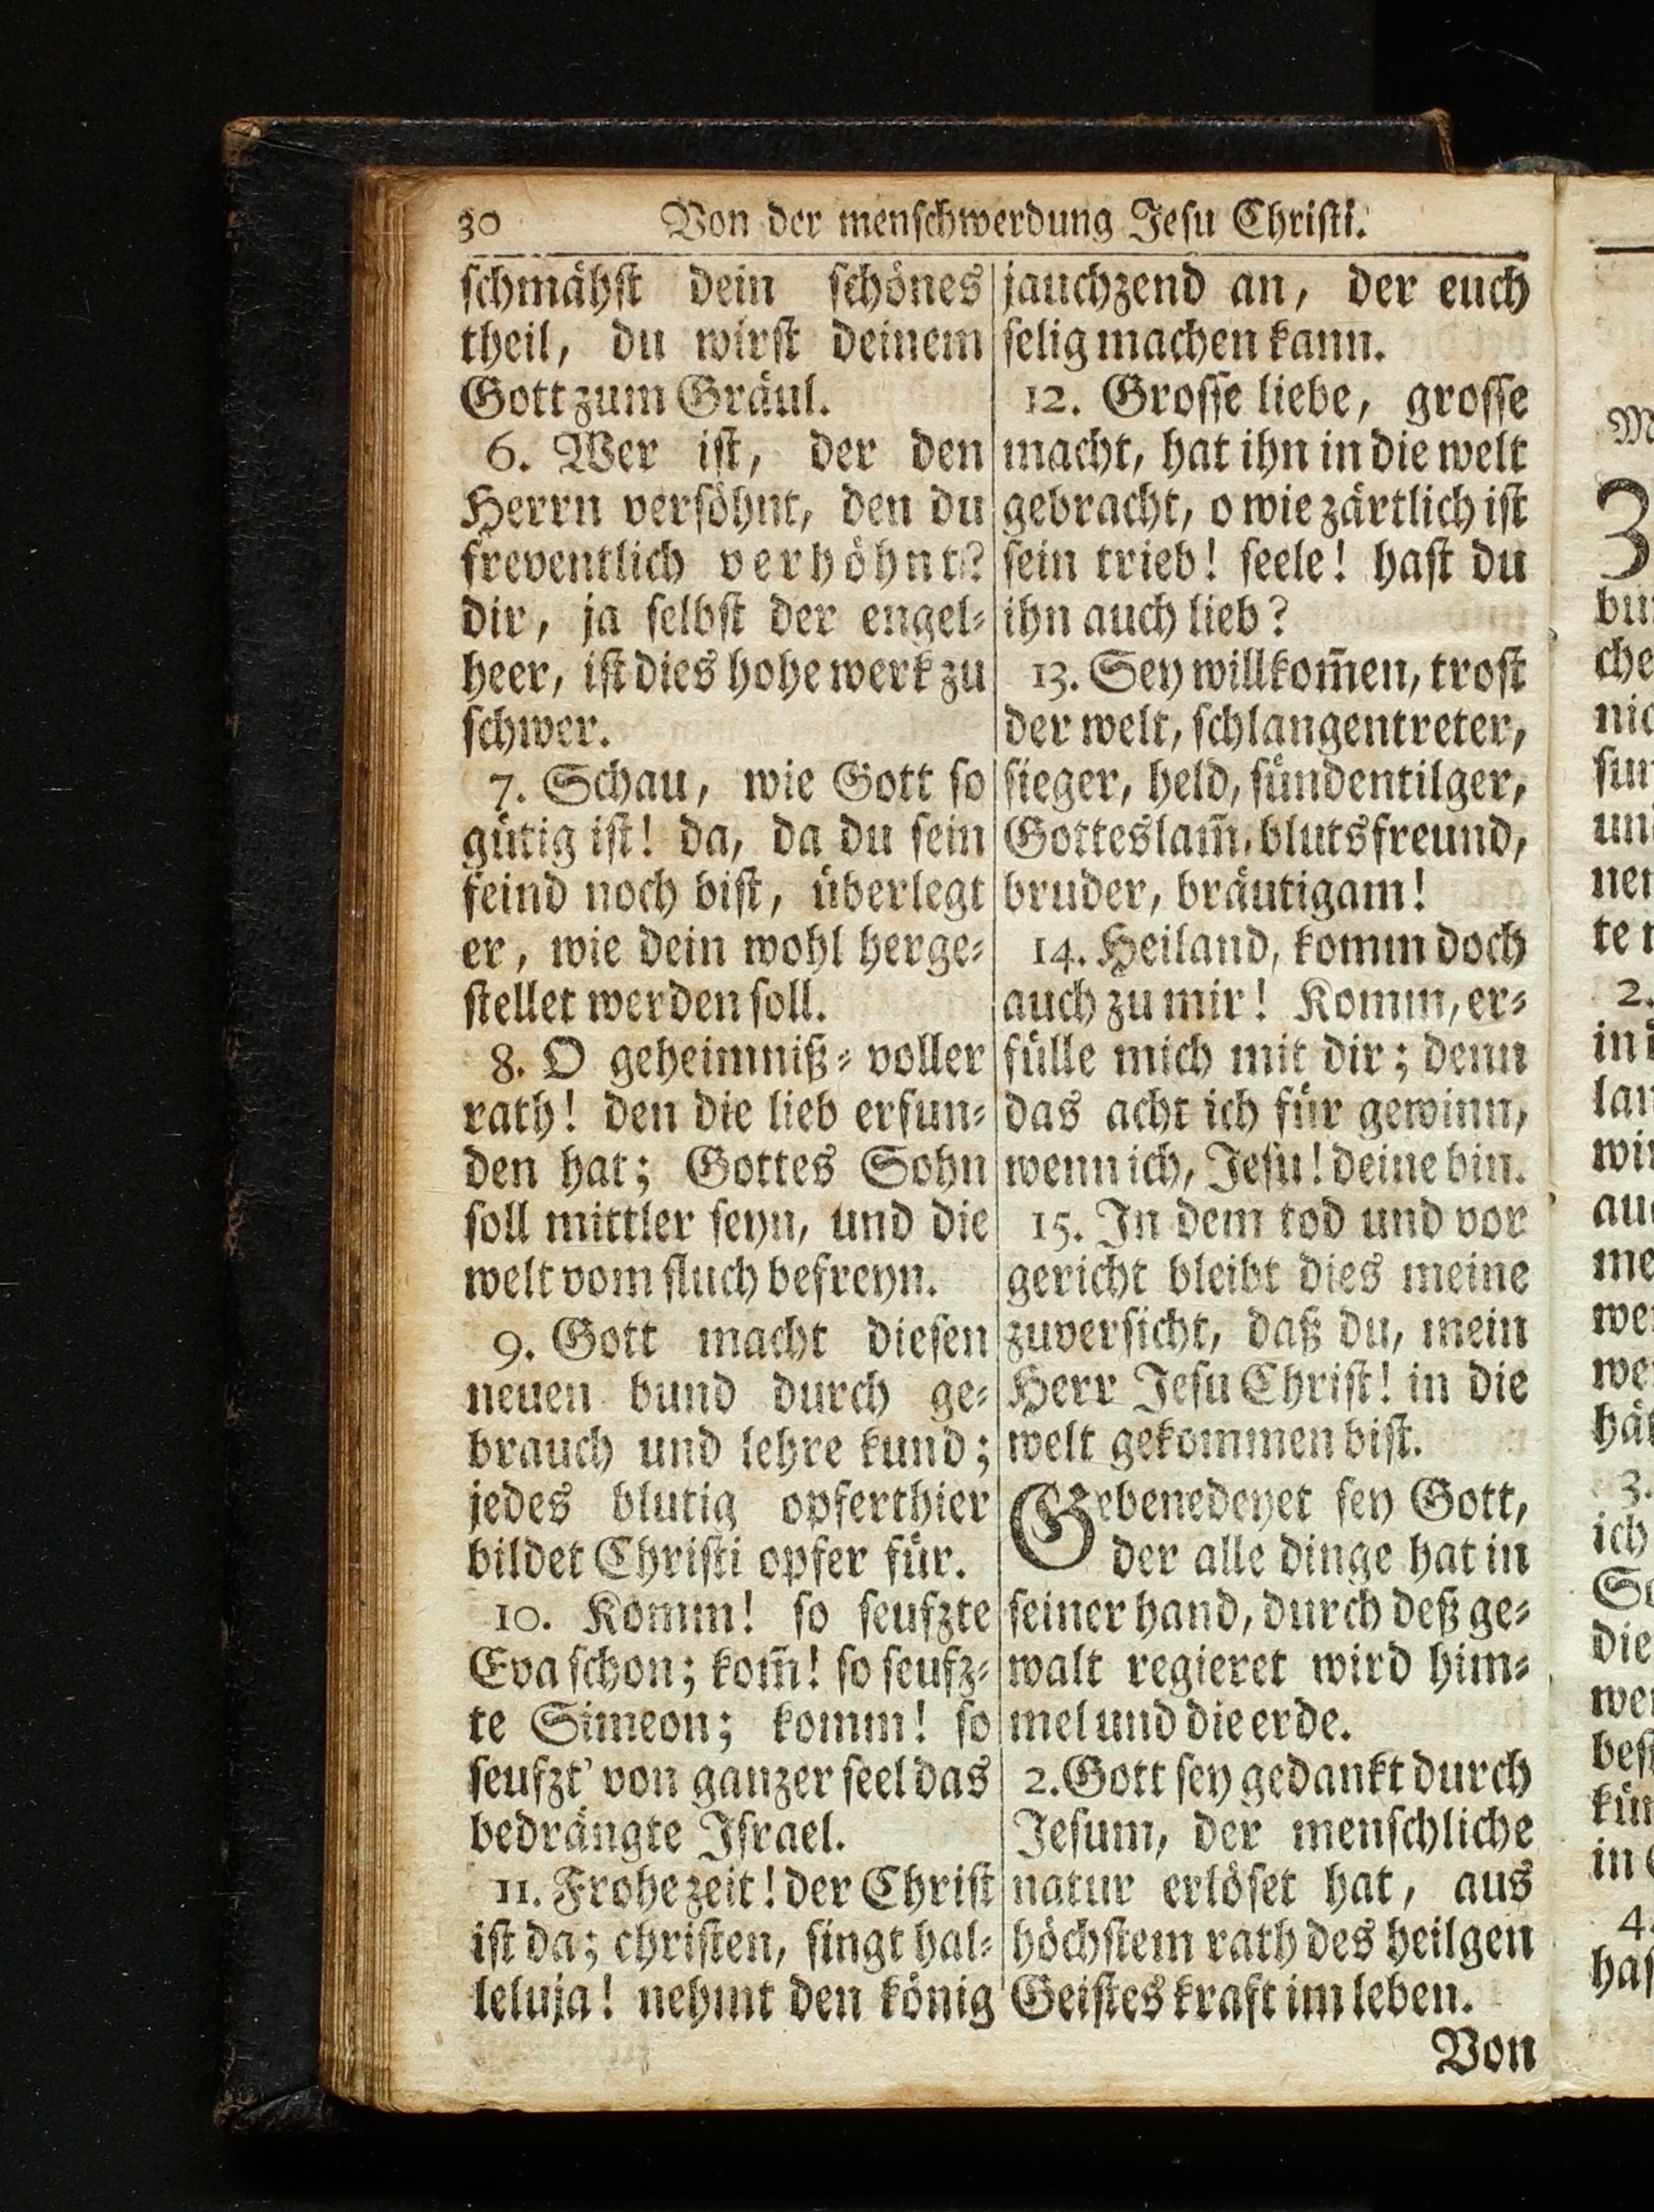 30 Von der menschwerdung Jesu Christi.
schmähst dein schönes
theil, du wirst deinem
Gott zum Gräul.
6. Wer ist, der den
Herrn versöhnt, den du
freventlich verhöhnt?
dir, ja selbst der engel-
heer, ist dies hohe werk zu
schwer.
7. Schau, wie Gott so
gütig ist! da, da du sein
feind noch bist, überlegt
er, wie dein wohl herge-
stellet werden soll.
8. O geheimniß-voller
rath! den die lieb erfun-
den hat; Gottes Sohn
soll mittler seyn, und die
welt vom fluch befreyn.
9. Gott macht diesen
neuen bund durch ge-
brauch und lehre kund;
jedes blutig opferthier
bildet Christi opfer für.
10. Komm! so seufzte
Eva schon; kom̄! so seufz-
te Simeon; komm! so
seufzt' von ganzer seel das
bedrängte Israel.
11. Frohe zeit! der Christ
ist da; christen, singt hal-
leluja! nehmt den könig
jauchzend an, der euch
selig machen kann.
12. Grosse liebe, grosse
macht, hat ihn in die welt
gebracht, o wie zärtlich ist
sein trieb! seele! hast du
ihn auch lieb?
13. Sey willkom̄en, trost
der welt, schlangentreter,
sieger, held, sündentilger,
Gotteslam̄, blutsfreund,
bruder, bräutigam!
14. Heiland, komm doch
auch zu mir! Komm, er-
fülle mich mit dir; denn
das acht ich für gewinn,
wenn ich, Jesu! deine bin.
15. In dem tod und vor
gericht bleibt dies meine
zuversicht, daß du, mein
Herr Jesu Christ! in die
welt gekommen bist.
Gebenedeyet sey Gott,
der alle dinge hat in
seiner hand, durch deß ge-
walt regieret wird him-
mel und die erde.
2. Gott sey gedankt durch
Jesum, der menschliche
natur erlöset hat, aus
höchstem rath des heilgen
Geistes kraft im leben.
Von